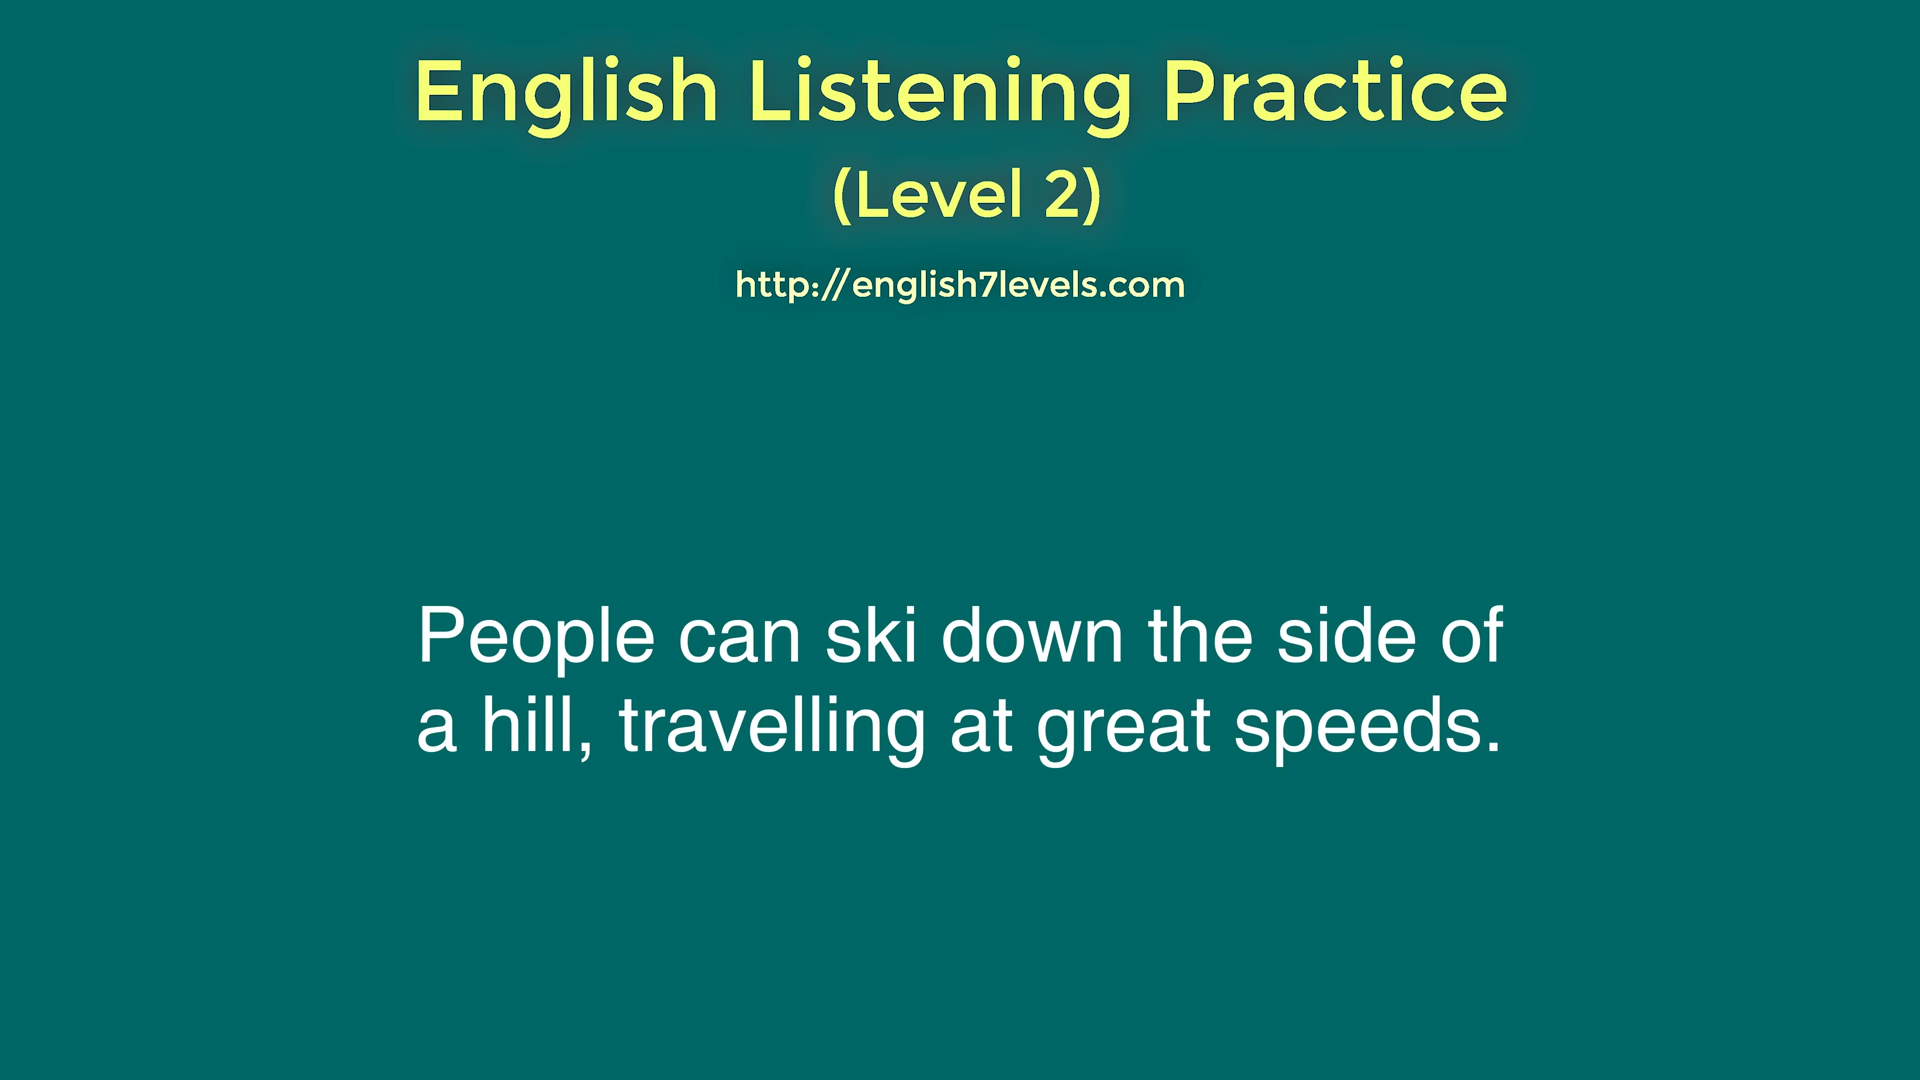 English Listening Practice
(Level 2)
http://english7levels.com
People can ski down the side of
a hill, travelling at great speeds.